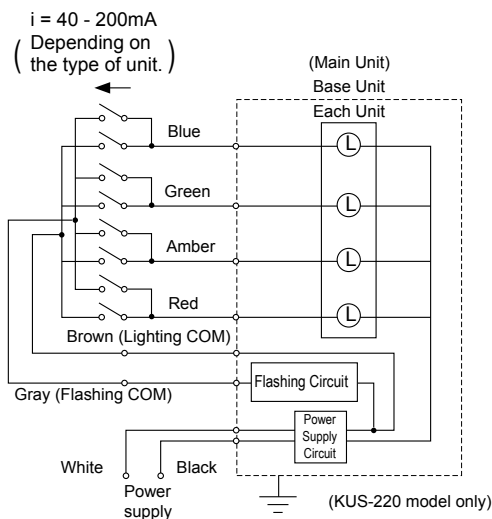 i = 40 - 200mA
( Depending on
the type of unit. )
(Main Unit)
Base Unit
Each Unit
Blue
L
Green
L
Amber
L
Red
L
Brown (Lighting COM)
Flashing Circuit
Gray (Flashing COM)
Power
Supply
Circuit
White
Black
Power
supply
(KUS-220 model only)